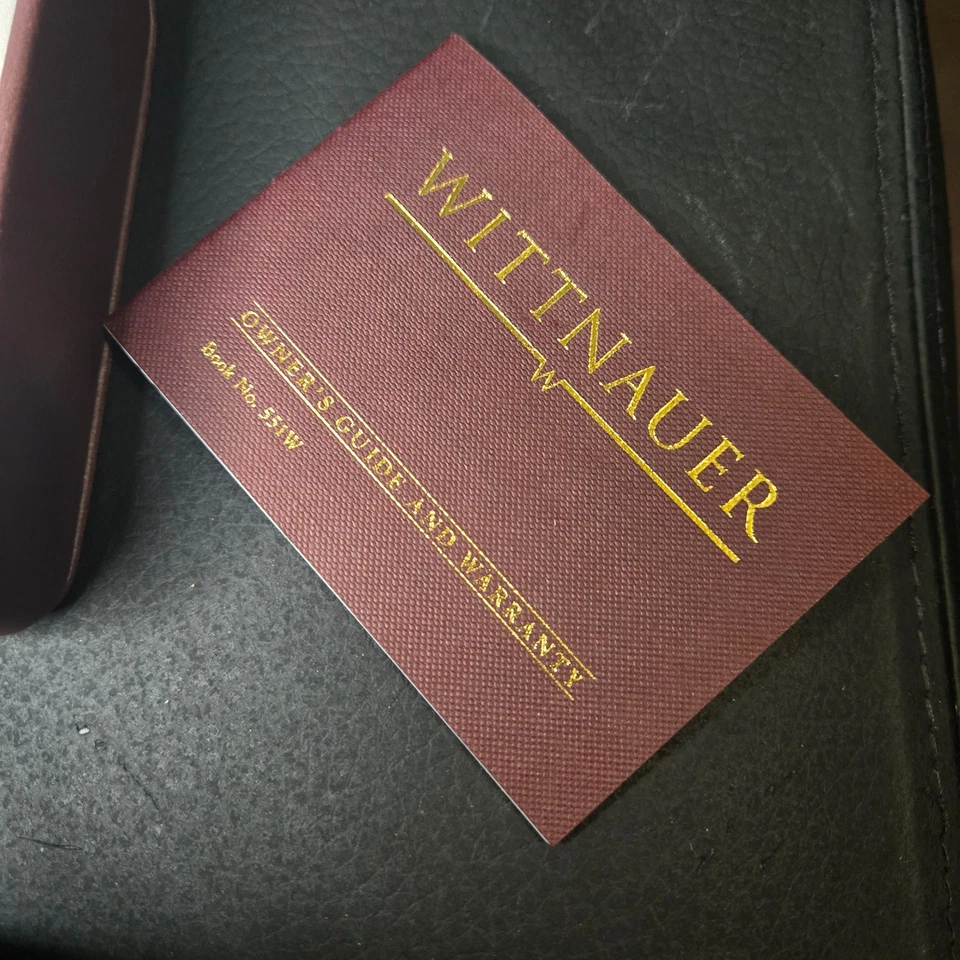 WITTNAUER
W
OWNER'S GUIDE AND WARRANTY
Book No. 551W